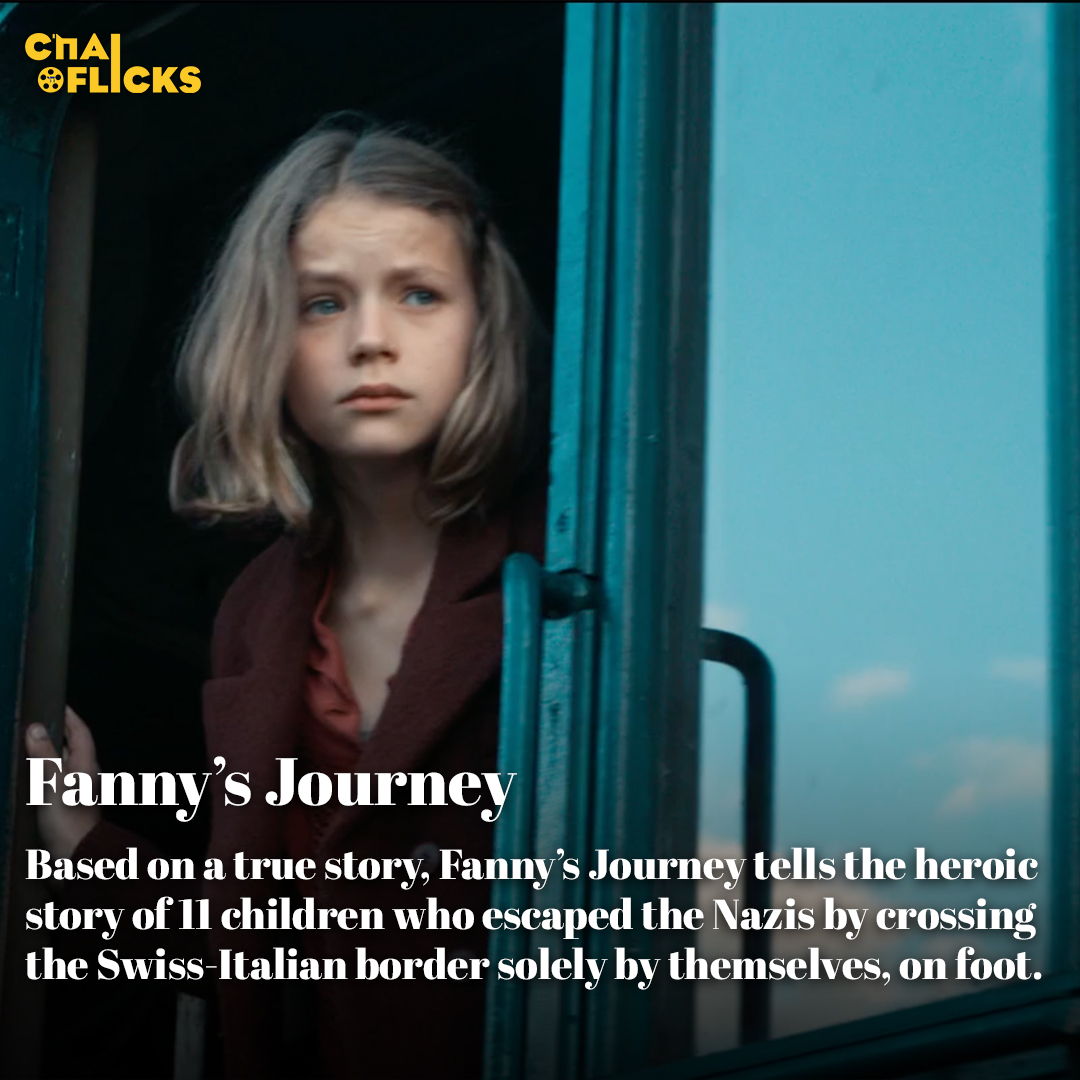 CHAI
FLICKS
Fanny’s Journey
Based on a true story, Fanny’s Journey tells the heroic
story of 11 children who escaped the Nazis by crossing
the Swiss-Italian border solely by themselves, on foot.